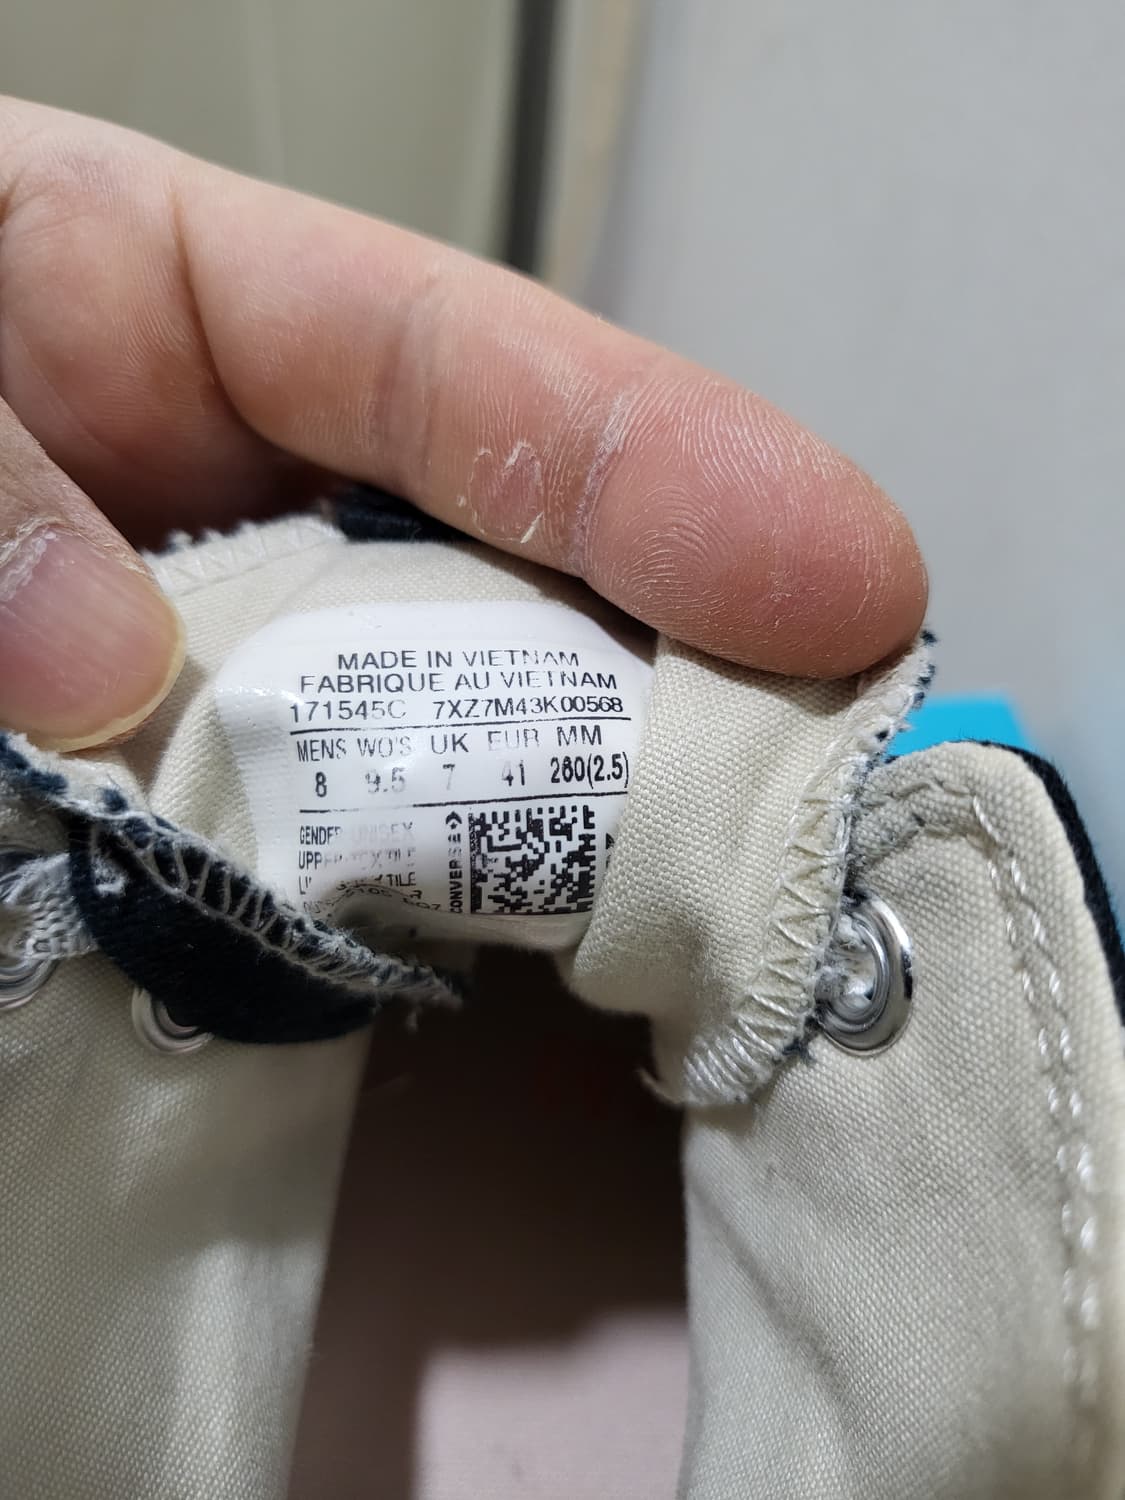 MADE IN VIETNAM
FABRIQUE AU VIETNAM
171545C 7XZ7M43K00568
MENS WO'S UK EUR MM
8 9.5 7 41 260(2.5)
GENDER UNISEX
CONVERSE